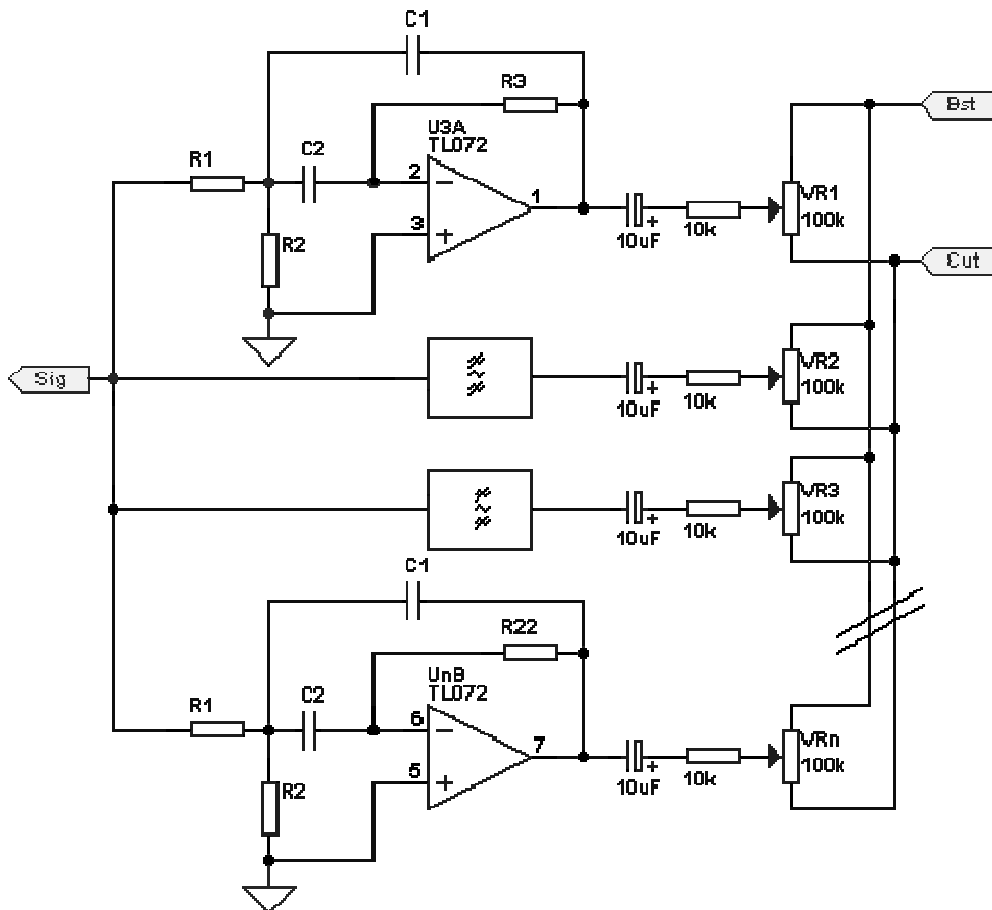 C1
R3
U3A
TL072
R1
C2
2
1
3
R2
10uF
10k
VR1
100k
Bst
Cut
Sig
10uF
10k
VR2
100k
10uF
10k
VR3
100k
C1
R22
UnB
TL072
R1
C2
6
7
5
R2
10uF
10k
VRn
100k